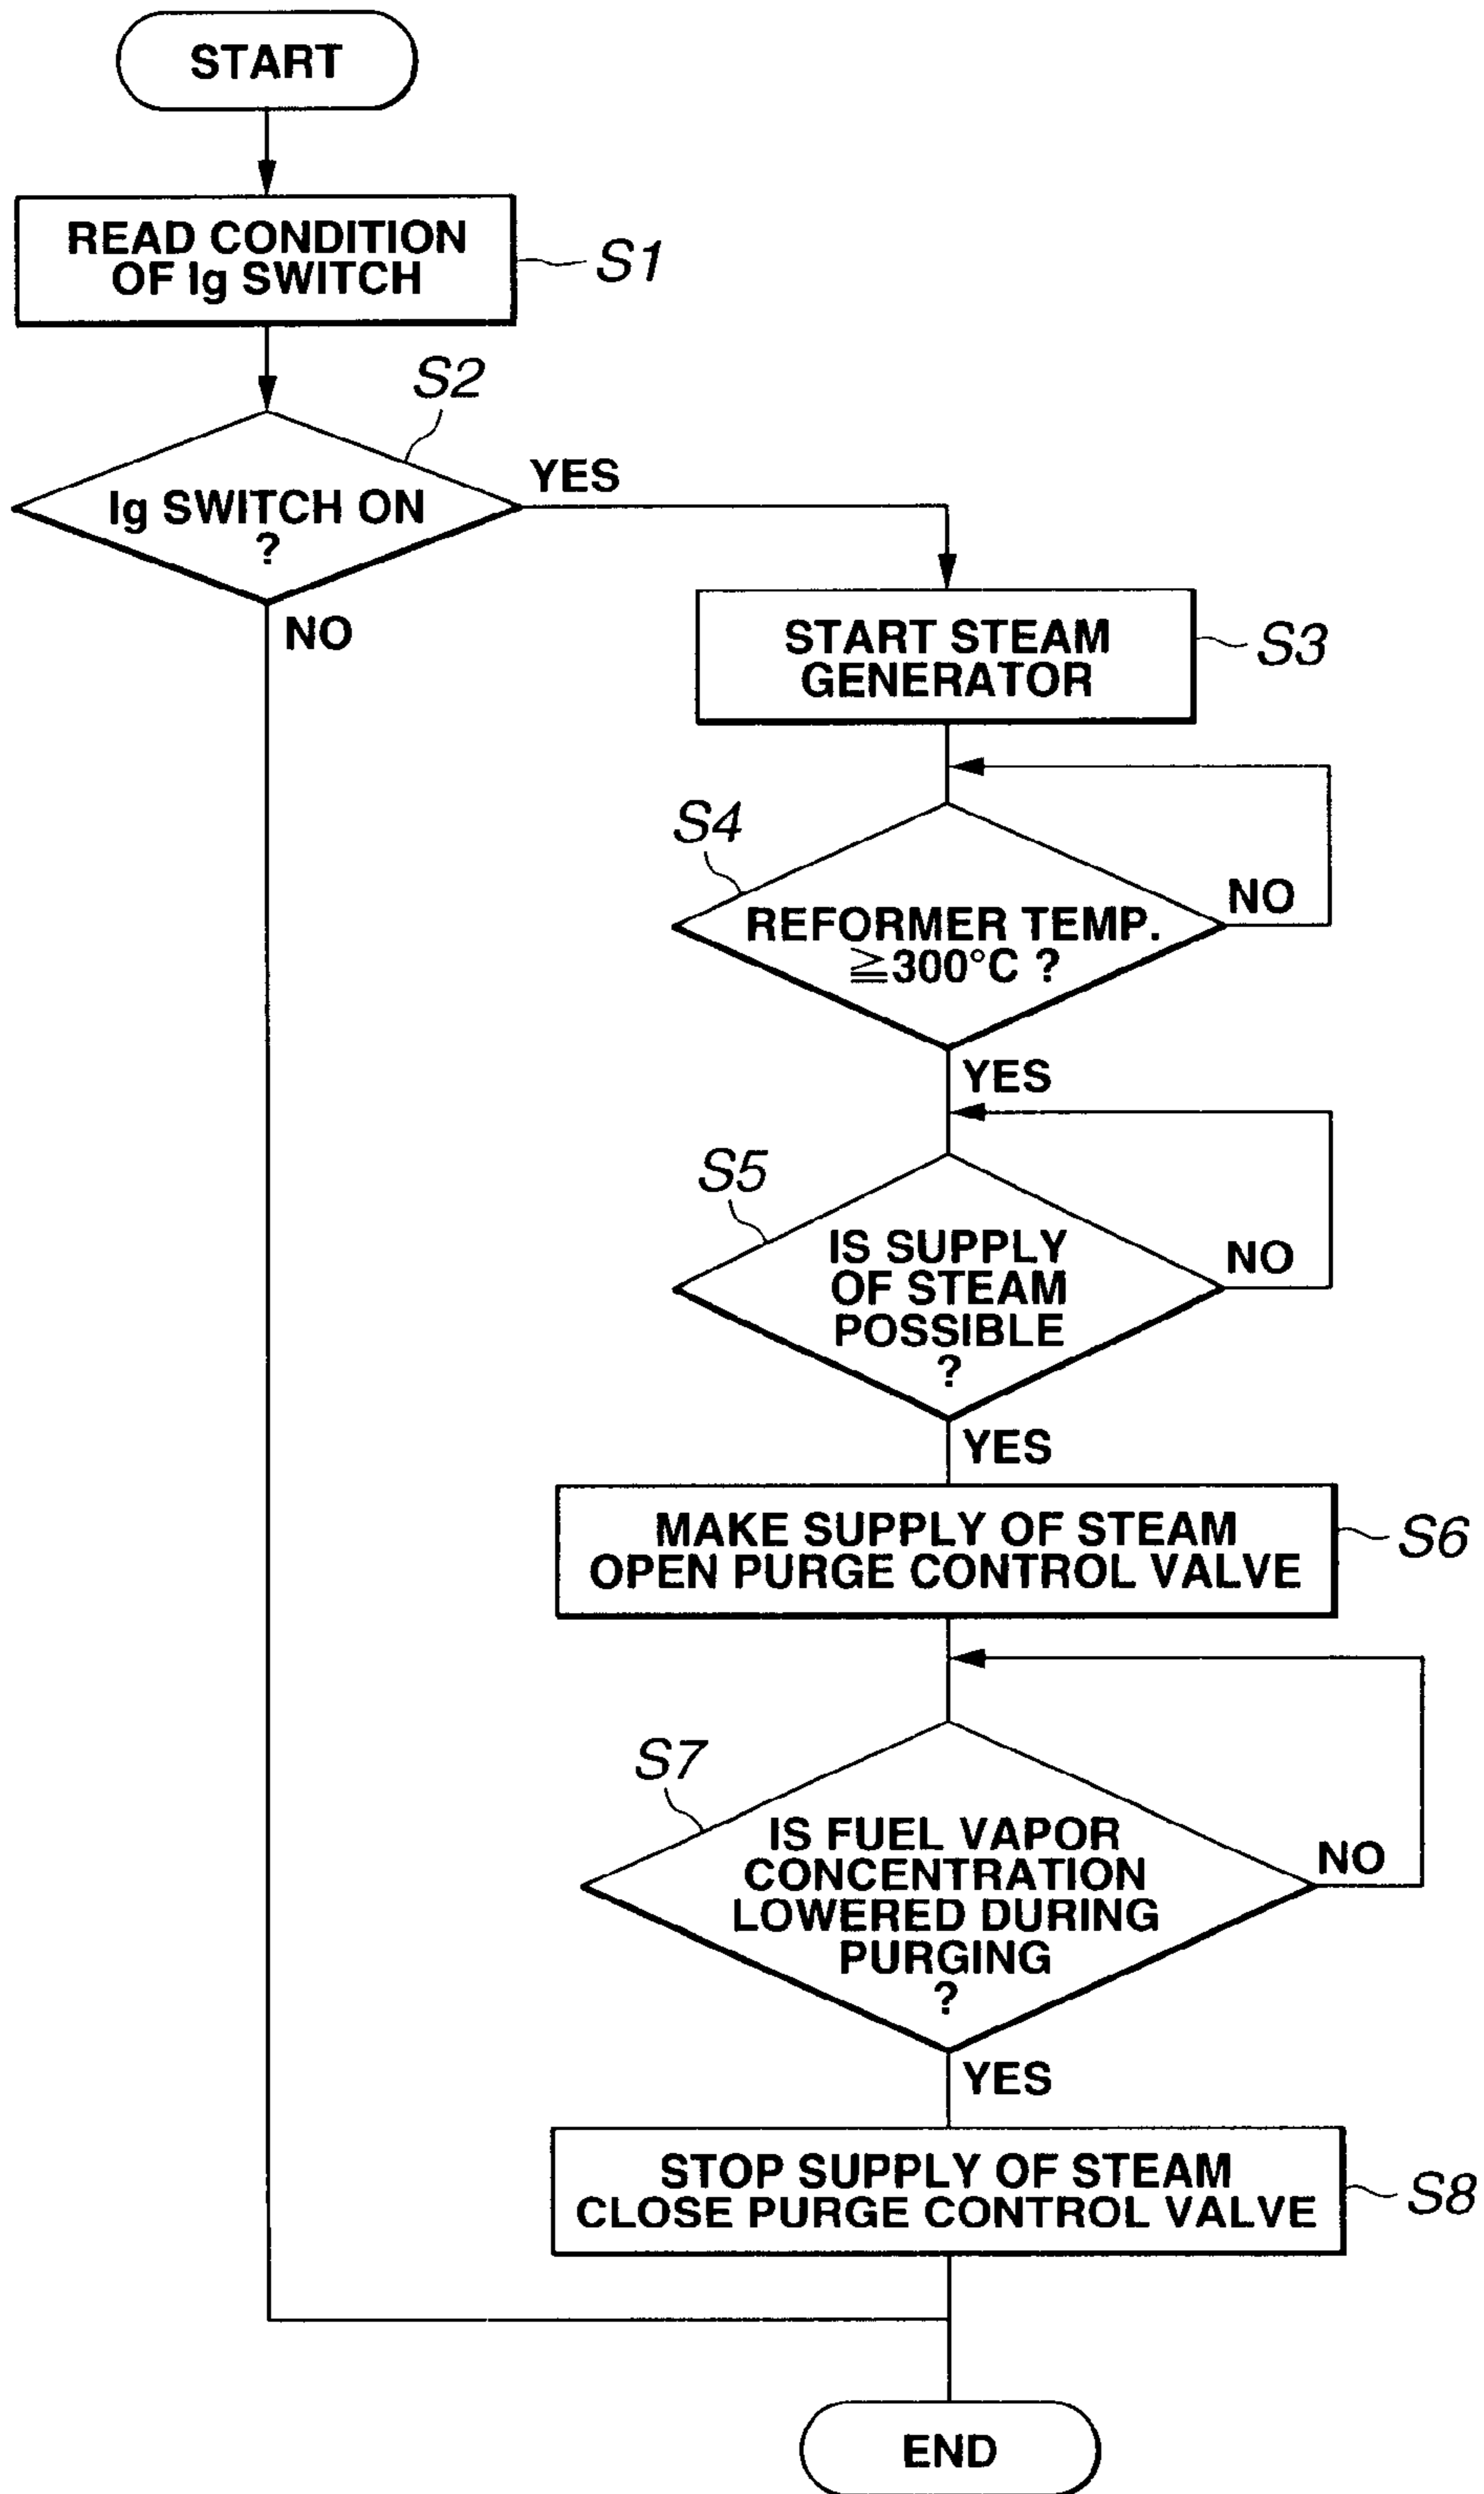 START
READ CONDITION
OF Ig SWITCH
S1
S2
Ig SWITCH ON
?
YES
NO
START STEAM
GENERATOR
S3
S4
REFORMER TEMP.
≧300°C ?
NO
YES
S5
IS SUPPLY
OF STEAM
POSSIBLE
?
NO
YES
MAKE SUPPLY OF STEAM
OPEN PURGE CONTROL VALVE
S6
S7
IS FUEL VAPOR
CONCENTRATION
LOWERED DURING
PURGING
?
NO
YES
STOP SUPPLY OF STEAM
CLOSE PURGE CONTROL VALVE
S8
END